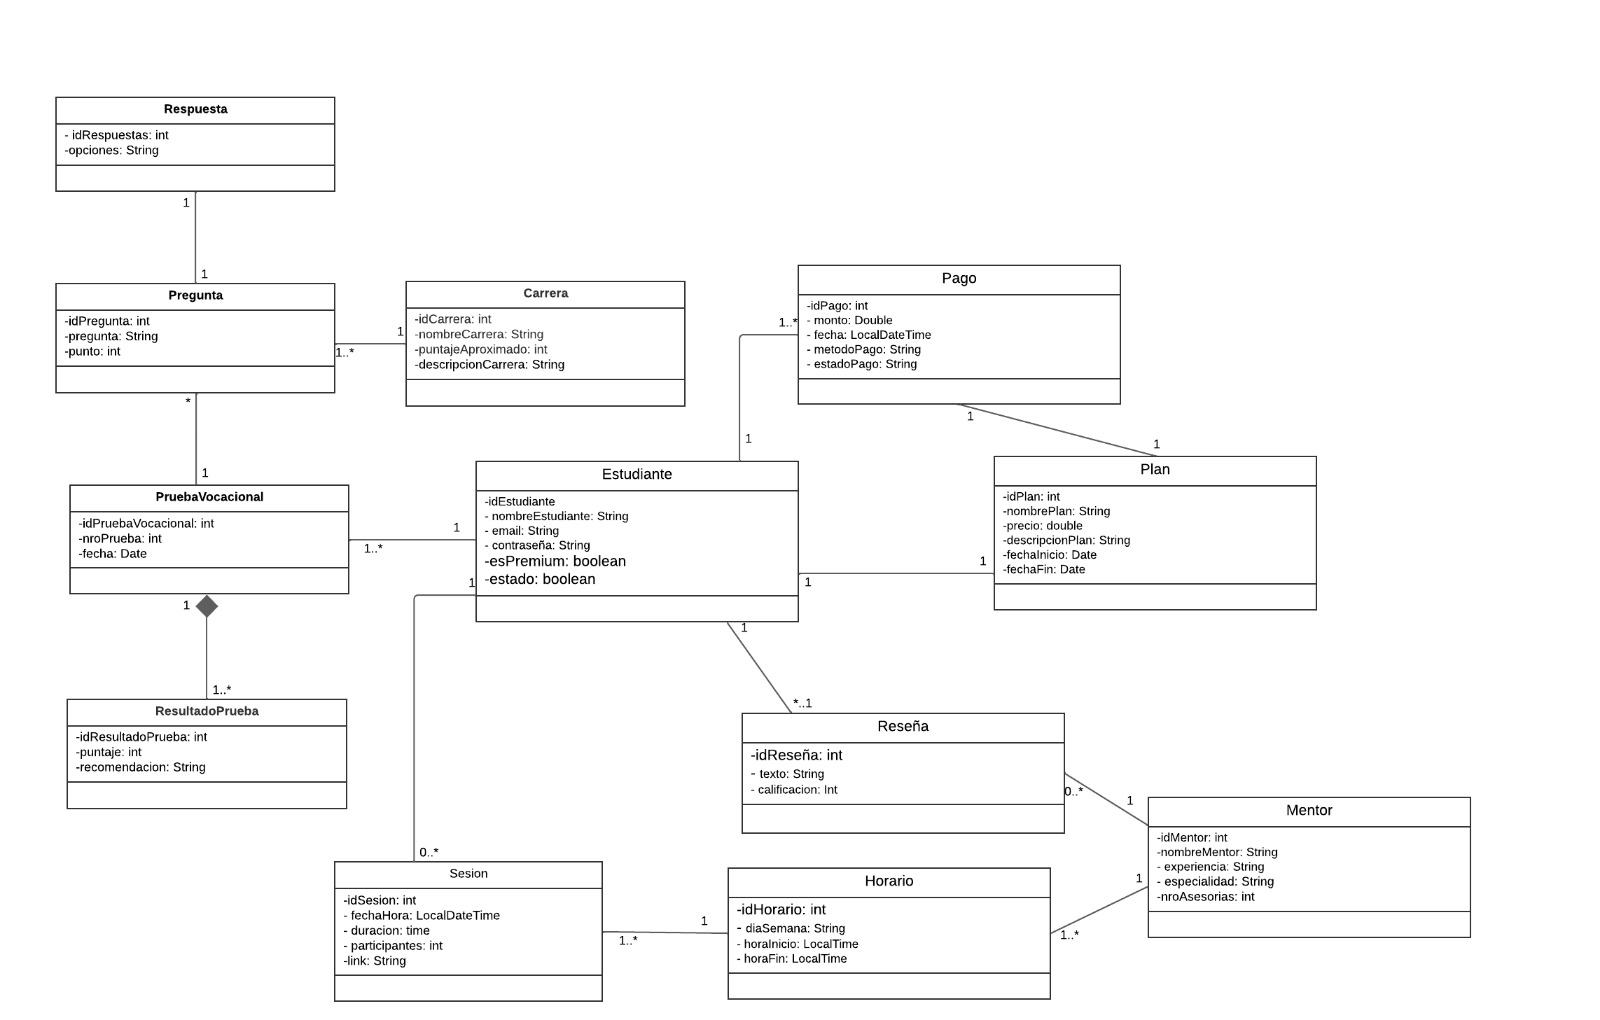 Respuesta
- idRespuestas: int
-opciones: String
1
1
Pregunta
-idPregunta: int
-pregunta: String
-punto: int
1..*
1
Carrera
-idCarrera: int
-nombreCarrera: String
-puntajeAproximado: int
-descripcionCarrera: String
*
1
PruebaVocacional
-idPruebaVocacional: int
-nroPrueba: int
-fecha: Date
1..*
1
1
1..*
ResultadoPrueba
-idResultadoPrueba: int
-puntaje: int
-recomendacion: String
Pago
-idPago: int
- monto: Double
- fecha: LocalDateTime
- metodoPago: String
- estadoPago: String
1..*
1
1
1
Estudiante
-idEstudiante
- nombreEstudiante: String
- email: String
- contraseña: String
-esPremium: boolean
-estado: boolean
1
1
Plan
-idPlan: int
-nombrePlan: String
-precio: double
-descripcionPlan: String
-fechaInicio: Date
-fechaFin: Date
1
0..*
1
*..1
Reseña
-idReseña: int
- texto: String
- calificacion: Int
0..*
1
Mentor
-idMentor: int
-nombreMentor: String
- experiencia: String
- especialidad: String
-nroAsesorias: int
Sesion
-idSesion: int
- fechaHora: LocalDateTime
- duracion: time
- participantes: int
-link: String
1..*
1
Horario
-idHorario: int
- diaSemana: String
- horaInicio: LocalTime
- horaFin: LocalTime
1..*
1